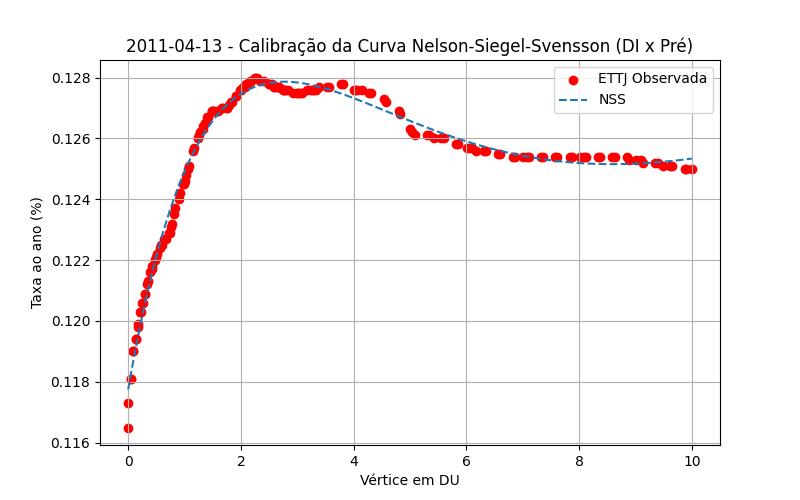 2011-04-13 - Calibração da Curva Nelson-Siegel-Svensson (DI x Pré)
ETTJ Observada
NSS
Taxa ao ano (%)
0.128
0.126
0.124
0.122
0.120
0.118
0.116
0
2
4
6
8
10
Vértice em DU